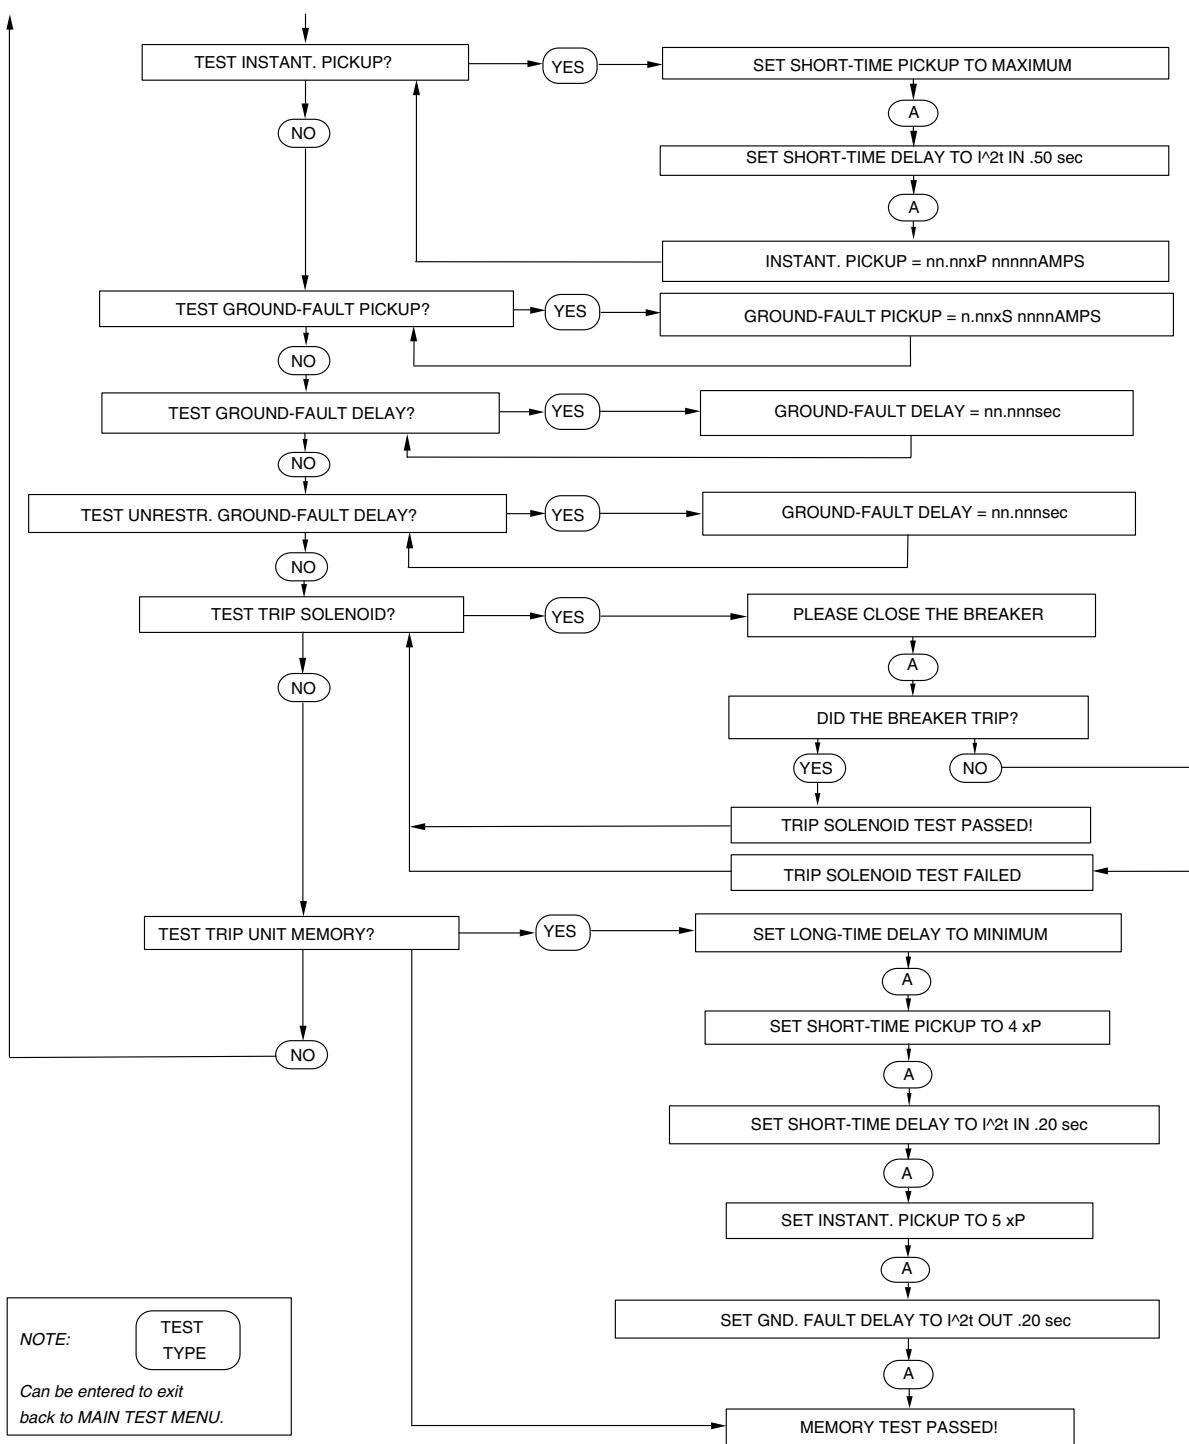 TEST INSTANT. PICKUP?
YES
SET SHORT-TIME PICKUP TO MAXIMUM
A
NO
SET SHORT-TIME DELAY TO I^2t IN .50 sec
A
INSTANT. PICKUP = nn.nnxP nnnnnAMPS
TEST GROUND-FAULT PICKUP?
YES
GROUND-FAULT PICKUP = n.nnxS nnnnAMPS
NO
TEST GROUND-FAULT DELAY?
YES
GROUND-FAULT DELAY = nn.nnnsec
NO
TEST UNRESTR. GROUND-FAULT DELAY?
YES
GROUND-FAULT DELAY = nn.nnnsec
NO
TEST TRIP SOLENOID?
YES
PLEASE CLOSE THE BREAKER
A
NO
DID THE BREAKER TRIP?
YES
NO
TRIP SOLENOID TEST PASSED!
TRIP SOLENOID TEST FAILED
TEST TRIP UNIT MEMORY?
YES
SET LONG-TIME DELAY TO MINIMUM
A
SET SHORT-TIME PICKUP TO 4 xP
NO
A
SET SHORT-TIME DELAY TO I^2t IN .20 sec
A
SET INSTANT. PICKUP TO 5 xP
A
SET GND. FAULT DELAY TO I^2t OUT .20 sec
A
MEMORY TEST PASSED!
NOTE:
TEST
TYPE
Can be entered to exit
back to MAIN TEST MENU.